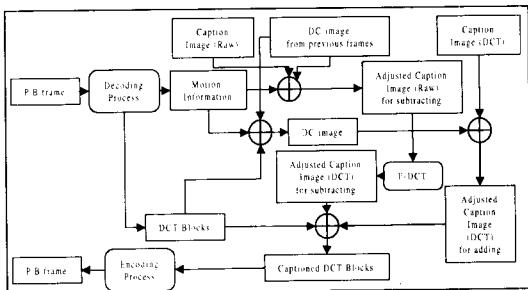 Caption
Image (Raw)
DC image
from previous frames
Caption
Image (DCT)
P B frame
Decoding
Process
Motion
Information
Adjusted Caption
Image (Raw)
for subtracting
DC image
Adjusted Caption
Image (DCT)
for subtracting
F-DCT
DCT Blocks
Adjusted
Caption
Image
(DCT)
for adding
P B frame
Encoding
Process
Captioned DCT Blocks